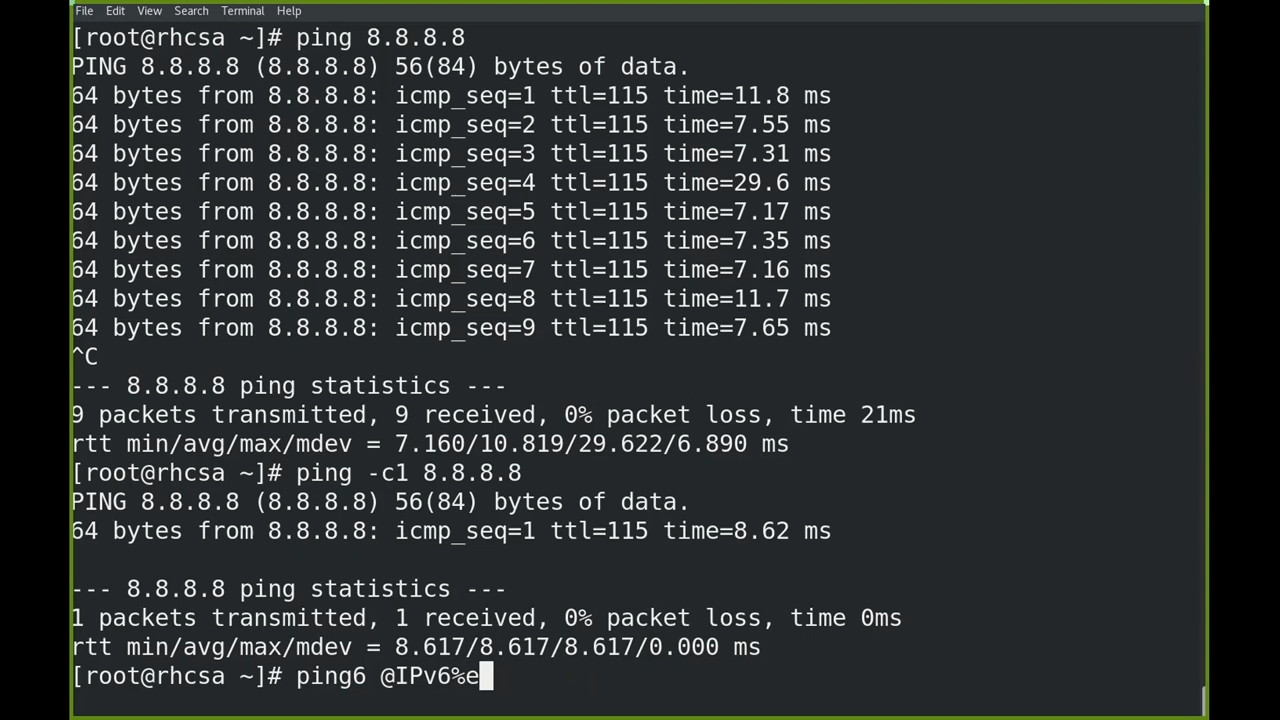 File Edit View Search Terminal Help
[root@rhcsa ~]# ping 8.8.8.8
PING 8.8.8.8 (8.8.8.8) 56(84) bytes of data.
64 bytes from 8.8.8.8: icmp_seq=1 ttl=115 time=11.8 ms
64 bytes from 8.8.8.8: icmp_seq=2 ttl=115 time=7.55 ms
64 bytes from 8.8.8.8: icmp_seq=3 ttl=115 time=7.31 ms
64 bytes from 8.8.8.8: icmp_seq=4 ttl=115 time=29.6 ms
64 bytes from 8.8.8.8: icmp_seq=5 ttl=115 time=7.17 ms
64 bytes from 8.8.8.8: icmp_seq=6 ttl=115 time=7.35 ms
64 bytes from 8.8.8.8: icmp_seq=7 ttl=115 time=7.16 ms
64 bytes from 8.8.8.8: icmp_seq=8 ttl=115 time=11.7 ms
64 bytes from 8.8.8.8: icmp_seq=9 ttl=115 time=7.65 ms
^C
--- 8.8.8.8 ping statistics ---
9 packets transmitted, 9 received, 0% packet loss, time 21ms
rtt min/avg/max/mdev = 7.160/10.819/29.622/6.890 ms
[root@rhcsa ~]# ping -c1 8.8.8.8
PING 8.8.8.8 (8.8.8.8) 56(84) bytes of data.
64 bytes from 8.8.8.8: icmp_seq=1 ttl=115 time=8.62 ms
--- 8.8.8.8 ping statistics ---
1 packets transmitted, 1 received, 0% packet loss, time 0ms
rtt min/avg/max/mdev = 8.617/8.617/8.617/0.000 ms
[root@rhcsa ~]# ping6 @IPv6%e